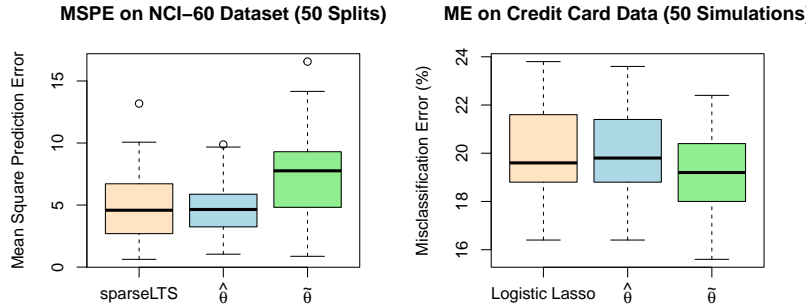 MSPE on NCI−60 Dataset (50 Splits)
Mean Square Prediction Error
15
10
5
0
sparseLTS θ̂ θ̃
ME on Credit Card Data (50 Simulations)
Misclassification Error (%)
24
22
20
18
16
Logistic Lasso θ̂ θ̃